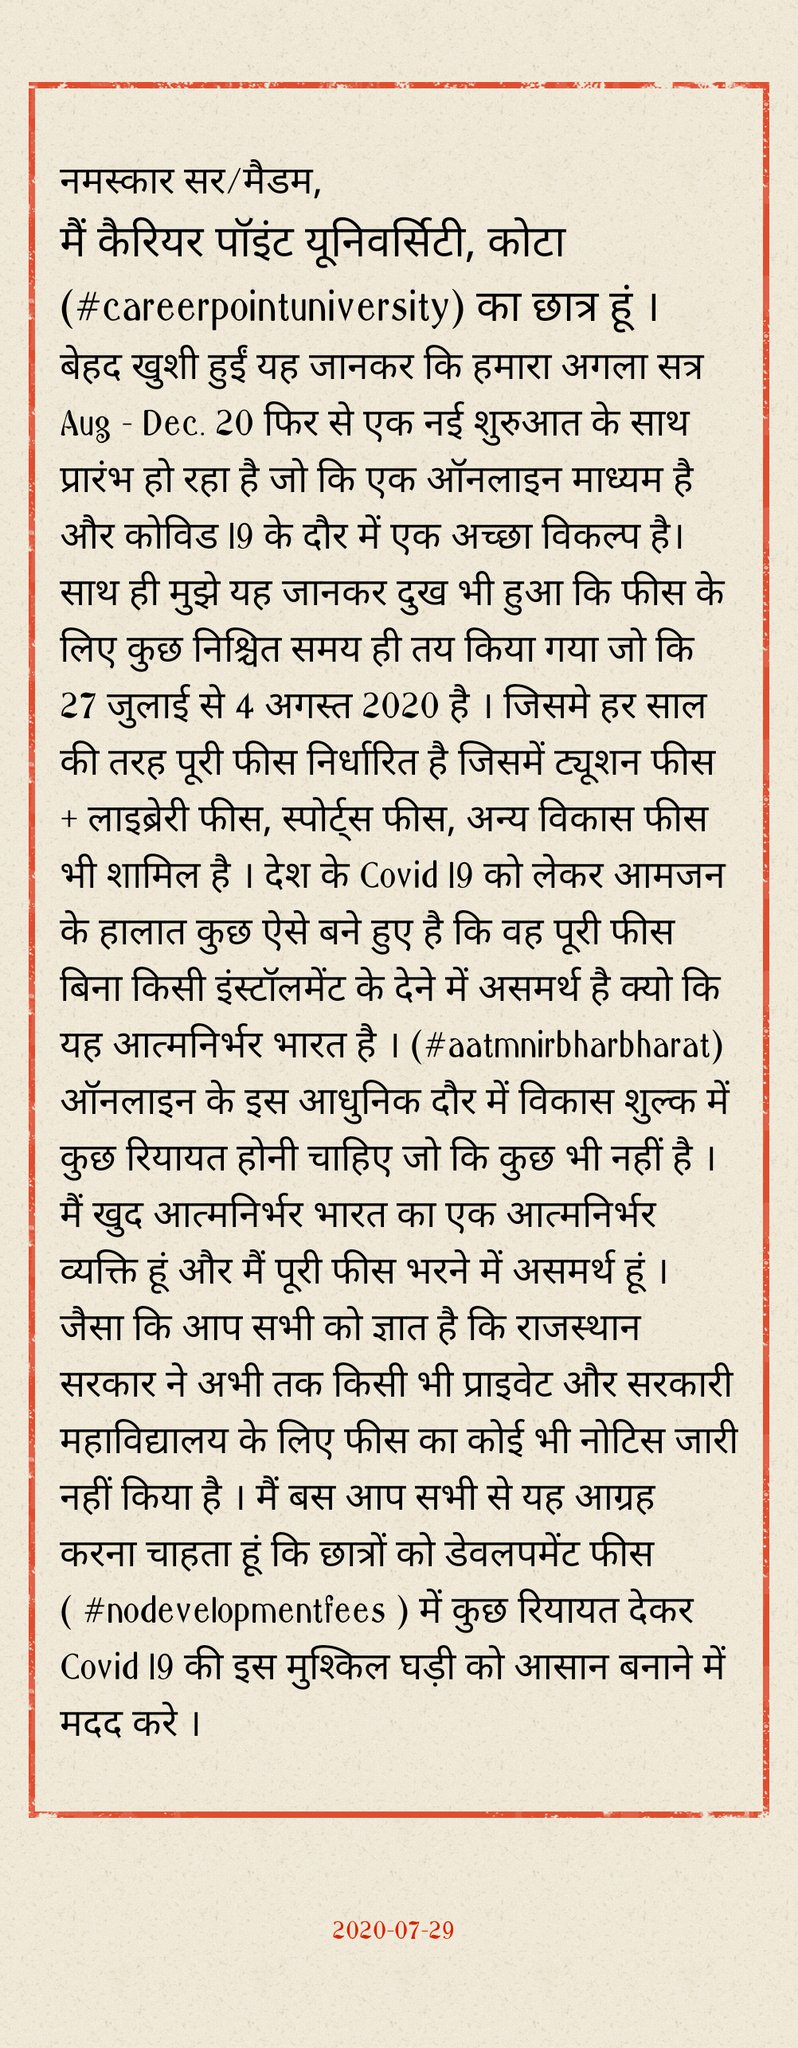 नमस्कार सर/मैडम,
मैं कैरियर पॉइंट यूनिवर्सिटी, कोटा
(#careerpointuniversity) का छात्र हूं ।
बेहद खुशी हुईं यह जानकर कि हमारा अगला सत्र
Aug - Dec. 20 फिर से एक नई शुरुआत के साथ
प्रारंभ हो रहा है जो कि एक ऑनलाइन माध्यम है
और कोविड 19 के दौर में एक अच्छा विकल्प है।
साथ ही मुझे यह जानकर दुख भी हुआ कि फीस के
लिए कुछ निश्चित समय ही तय किया गया जो कि
27 जुलाई से 4 अगस्त 2020 है । जिसमे हर साल
की तरह पूरी फीस निर्धारित है जिसमें ट्यूशन फीस
+ लाइब्रेरी फीस, स्पोर्ट्स फीस, अन्य विकास फीस
भी शामिल है । देश के Covid 19 को लेकर आमजन
के हालात कुछ ऐसे बने हुए है कि वह पूरी फीस
बिना किसी इंस्टॉलमेंट के देने में असमर्थ है क्यो कि
यह आत्मनिर्भर भारत है । (#aatmnirbharbharat)
ऑनलाइन के इस आधुनिक दौर में विकास शुल्क में
कुछ रियायत होनी चाहिए जो कि कुछ भी नहीं है ।
मैं खुद आत्मनिर्भर भारत का एक आत्मनिर्भर
व्यक्ति हूं और मैं पूरी फीस भरने में असमर्थ हूं ।
जैसा कि आप सभी को ज्ञात है कि राजस्थान
सरकार ने अभी तक किसी भी प्राइवेट और सरकारी
महाविद्यालय के लिए फीस का कोई भी नोटिस जारी
नहीं किया है । मैं बस आप सभी से यह आग्रह
करना चाहता हूं कि छात्रों को डेवलपमेंट फीस
( #nodevelopmentfees ) में कुछ रियायत देकर
Covid 19 की इस मुश्किल घड़ी को आसान बनाने में
मदद करे ।
2020-07-29